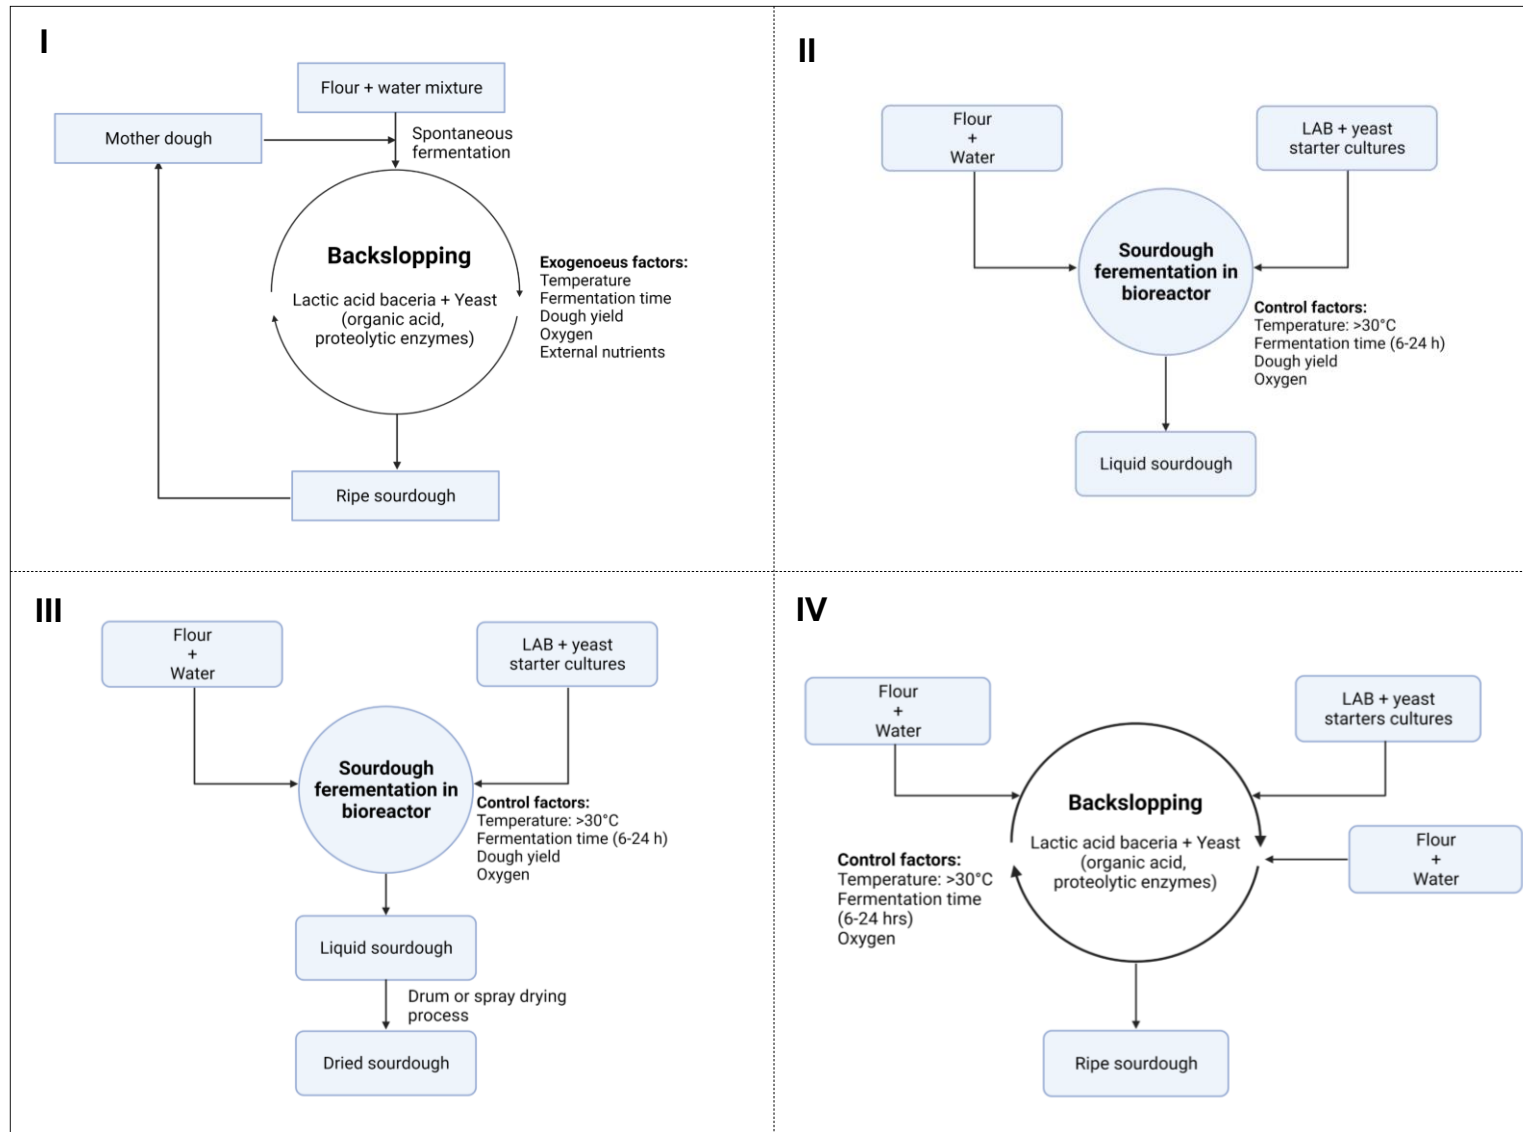 I
Flour + water mixture
Mother dough
Spontaneous
fermentation
Backslopping
Lactic acid baceria + Yeast
(organic acid,
proteolytic enzymes)
Exogenoeus factors:
Temperature
Fermentation time
Dough yield
Oxygen
External nutrients
Ripe sourdough
II
Flour
+
Water
LAB + yeast
starter cultures
Sourdough
ferementation in
bioreactor
Control factors:
Temperature: >30°C
Fermentation time (6-24 h)
Dough yield
Oxygen
Liquid sourdough
III
Flour
+
Water
LAB + yeast
starter cultures
Sourdough
ferementation in
bioreactor
Control factors:
Temperature: >30°C
Fermentation time (6-24 h)
Dough yield
Oxygen
Liquid sourdough
Drum or spray drying
process
Dried sourdough
IV
Flour
+
Water
LAB + yeast
starters cultures
Backslopping
Lactic acid baceria + Yeast
(organic acid,
proteolytic enzymes)
Flour
+
Water
Control factors:
Temperature: >30°C
Fermentation time
(6-24 hrs)
Oxygen
Ripe sourdough